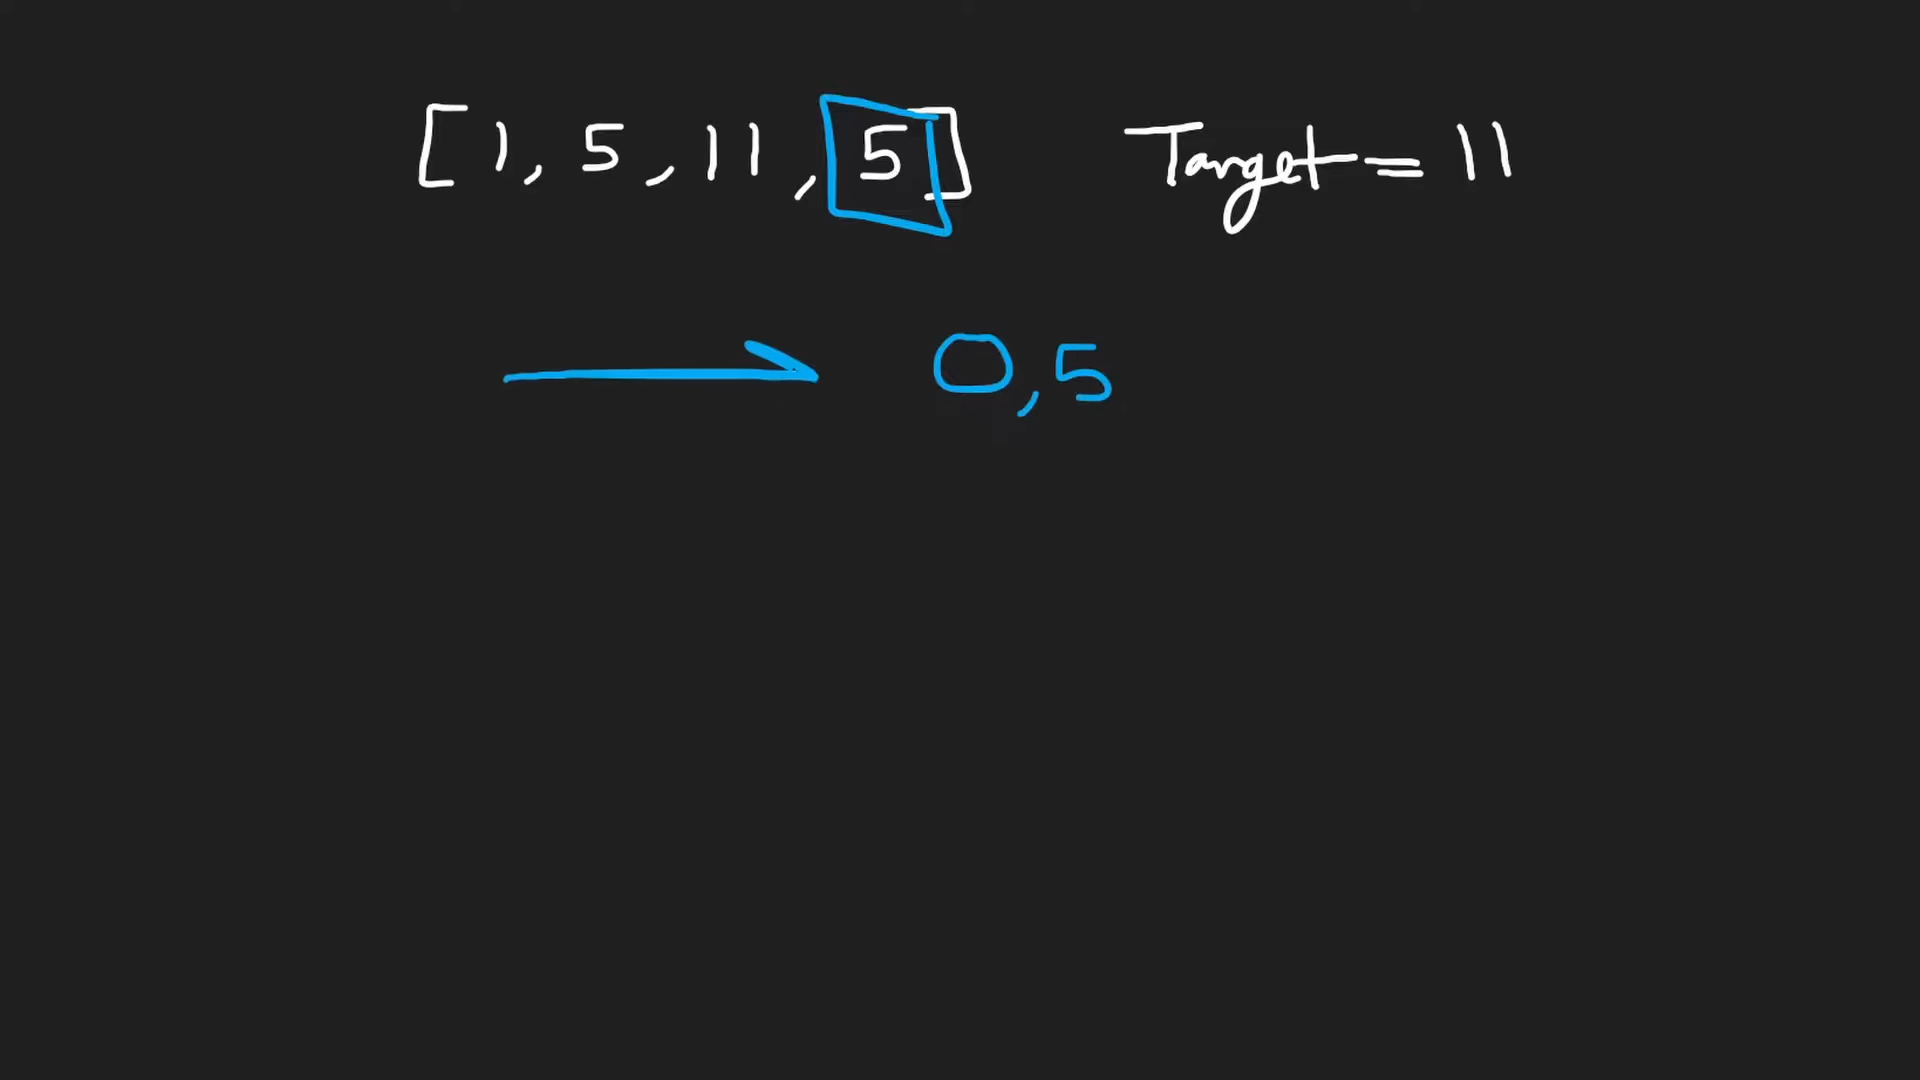 [1, 5, 11, 5] Target = 11
0, 5